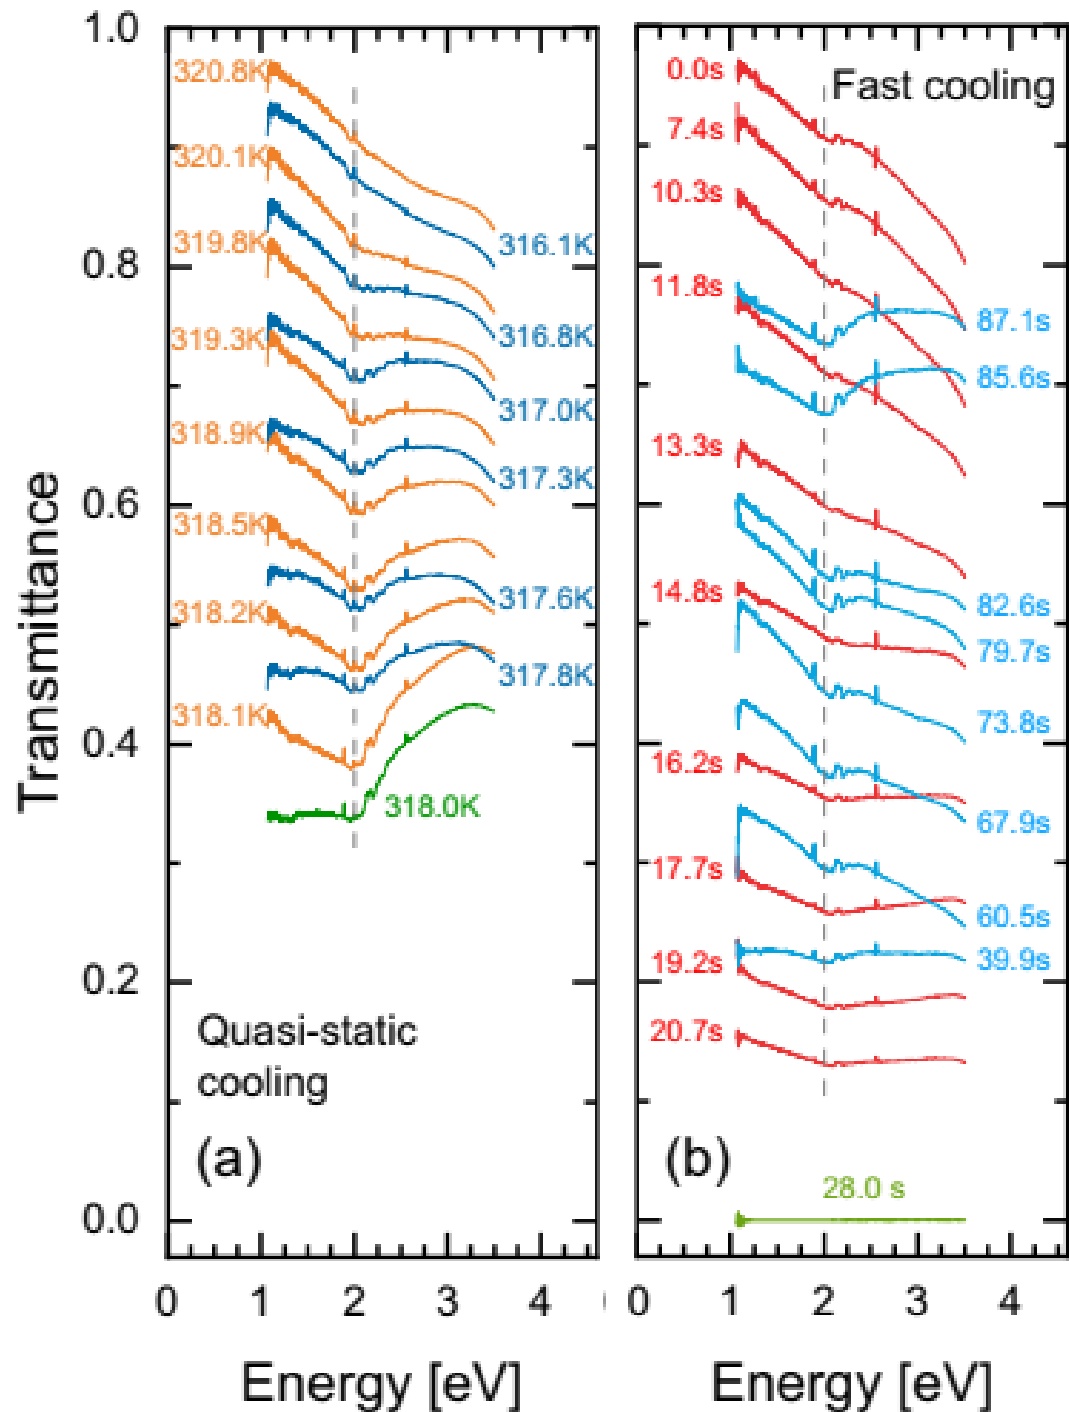 Transmittance
1.0
0.8
0.6
0.4
0.2
0.0
320.8K
320.1K
319.8K
319.3K
318.9K
318.5K
318.2K
318.1K
316.1K
316.8K
317.0K
317.3K
317.6K
317.8K
318.0K
Quasi-static
cooling
(a)
0 1 2 3 4
Energy [eV]
Fast cooling
0.0s
7.4s
10.3s
11.8s
13.3s
14.8s
16.2s
17.7s
19.2s
20.7s
87.1s
85.6s
82.6s
79.7s
73.8s
67.9s
60.5s
39.9s
(b)
28.0 s
0 1 2 3 4
Energy [eV]